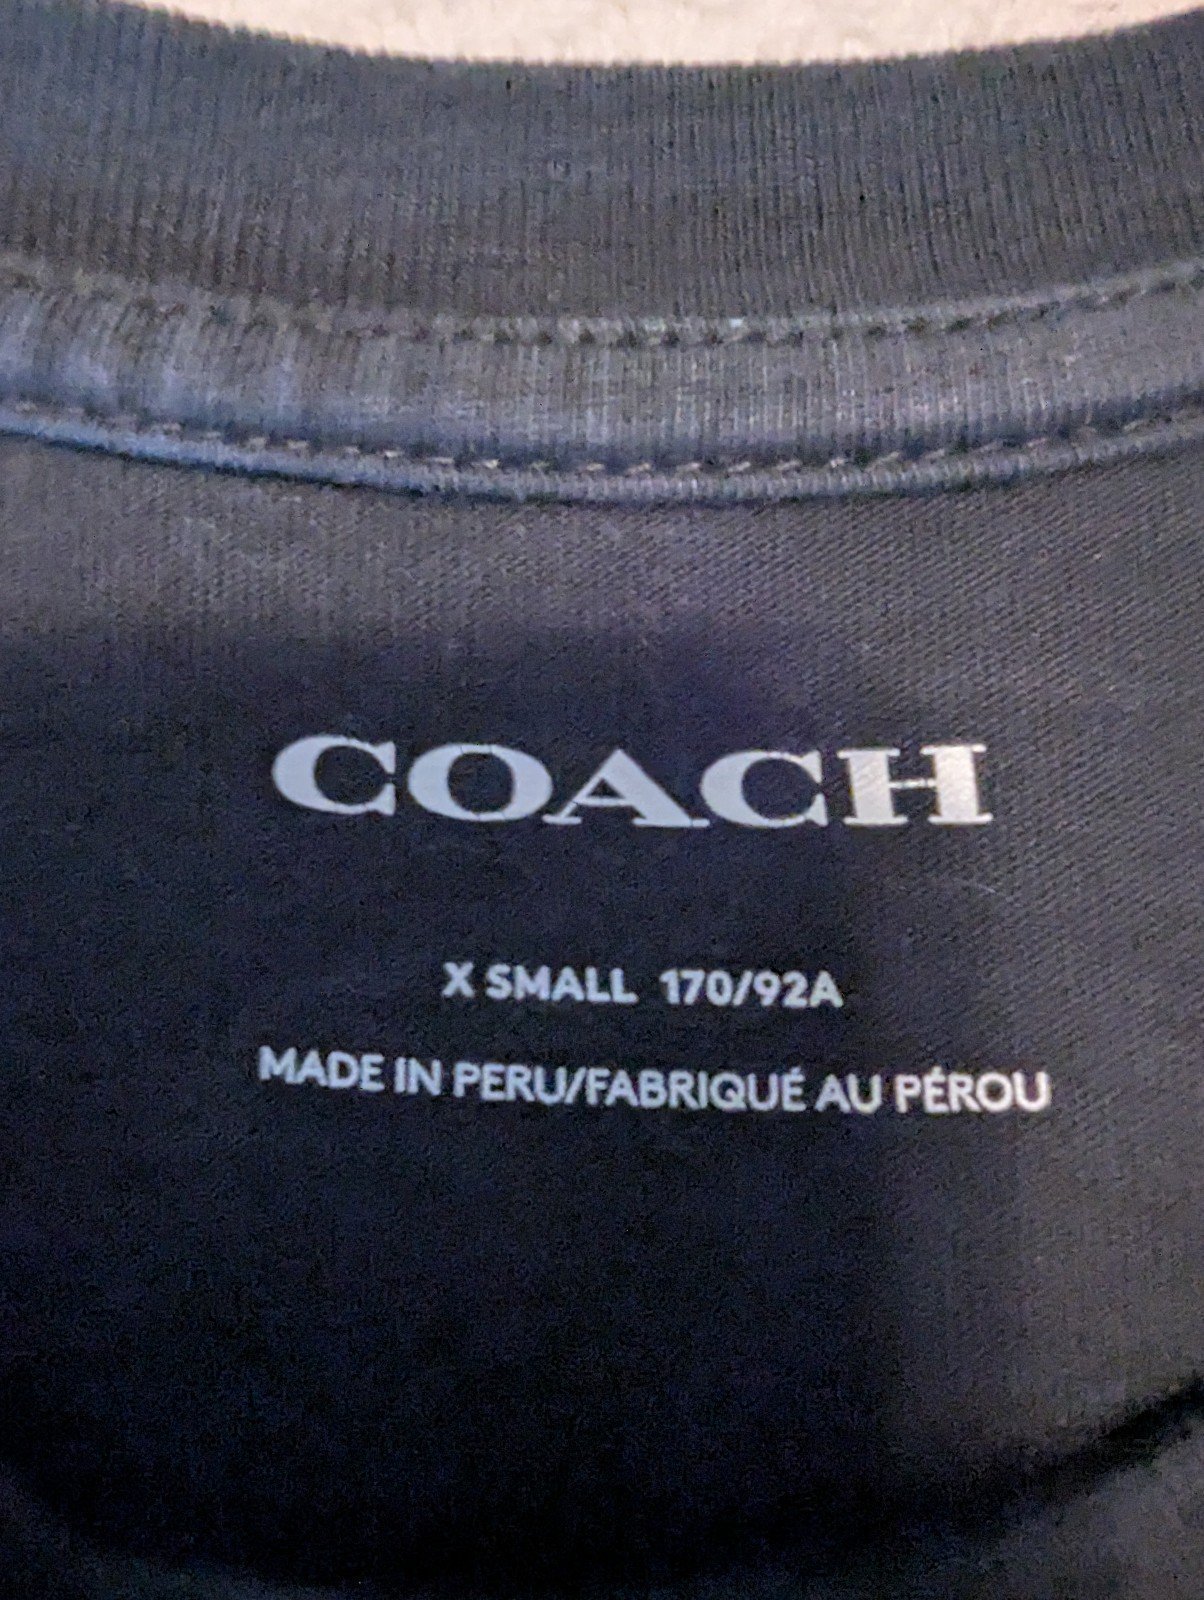 COACH
X SMALL 170/92A
MADE IN PERU/FABRIQUÉ AU PÉROU